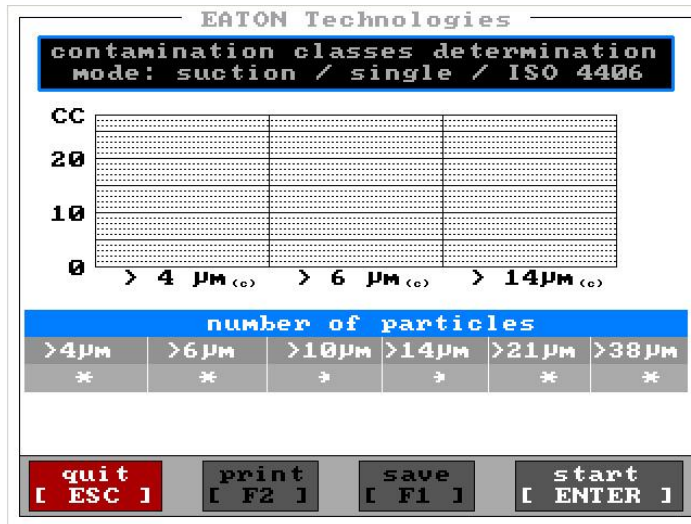 EATON Technologies
contamination classes determination
mode: suction / single / ISO 4406
CC
20
10
0
> 4 µm(c) > 6 µm(c) > 14µm(c)
number of particles
>4µm >6µm >10µm >14µm >21µm >38µm
* * * * * *
quit print save start
[ ESC ] [ F2 ] [ F1 ] [ ENTER ]